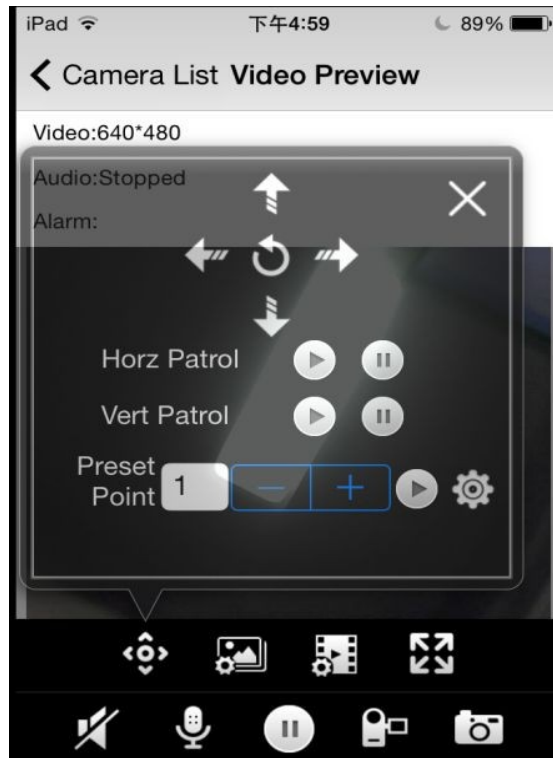 iPad 下午4:59 89%
Camera List Video Preview
Video:640*480
Audio:Stopped
Alarm:
Horz Patrol
Vert Patrol
Preset
Point 1